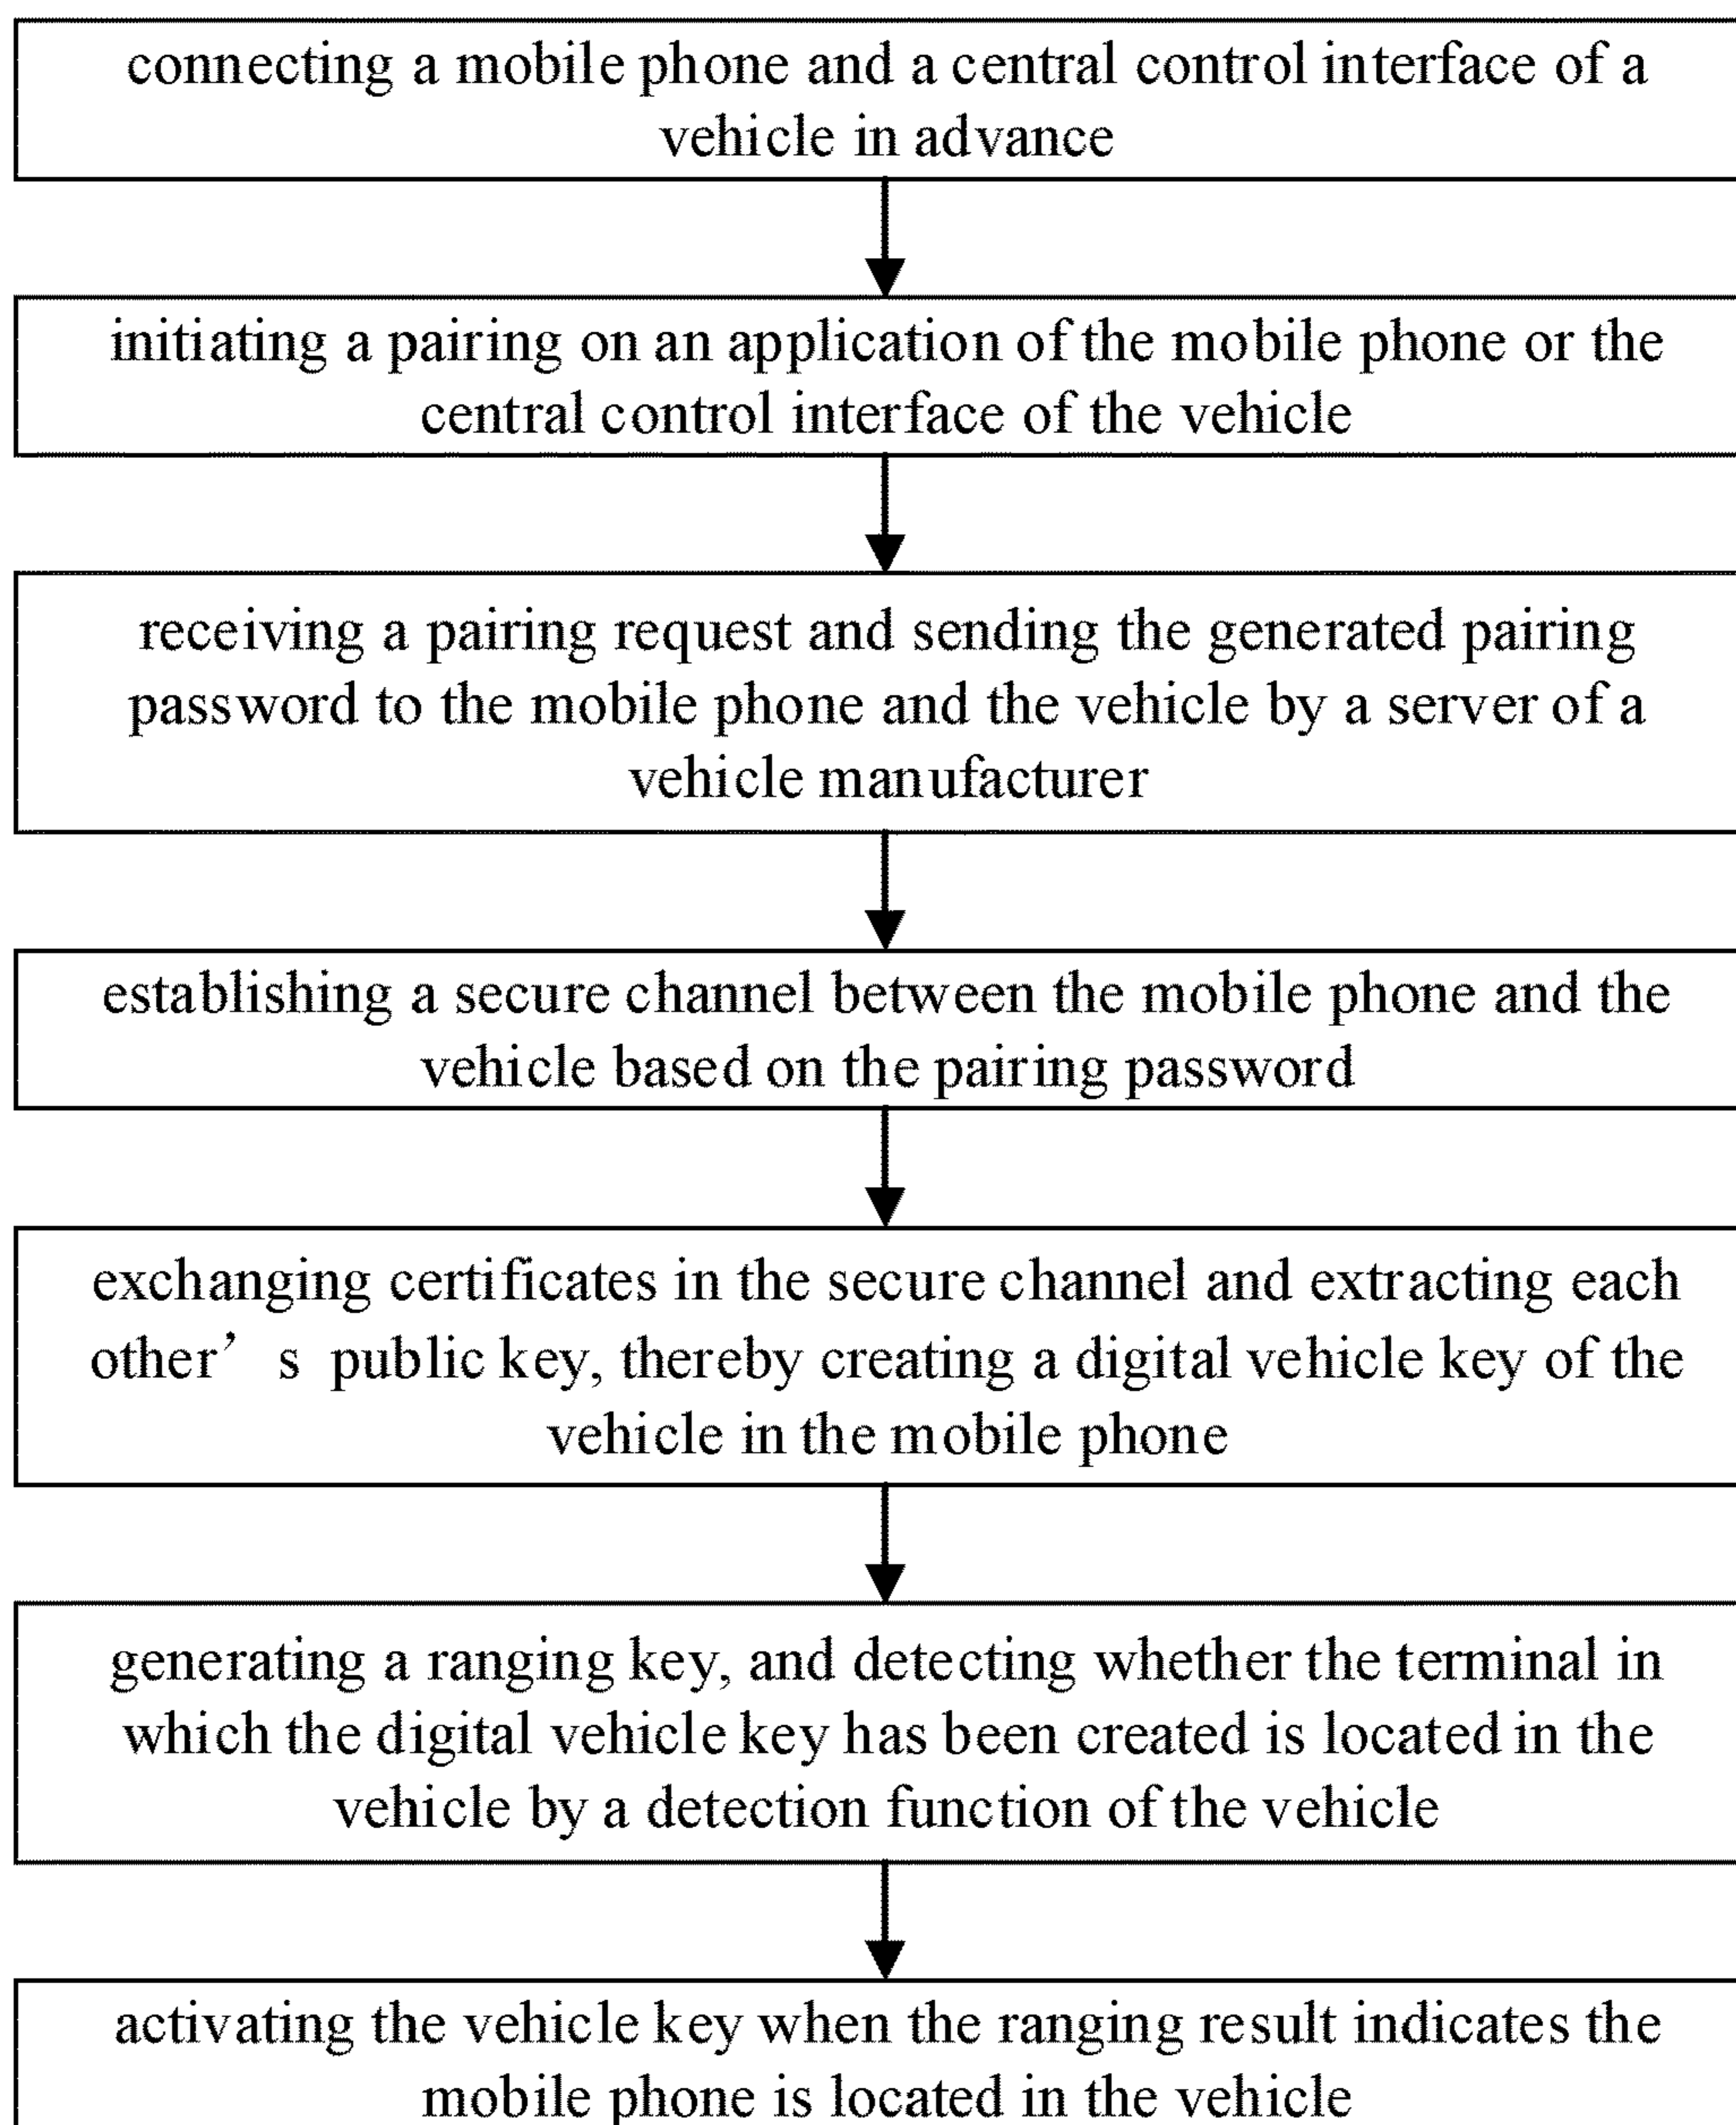 connecting a mobile phone and a central control interface of a
vehicle in advance
initiating a pairing on an application of the mobile phone or the
central control interface of the vehicle
receiving a pairing request and sending the generated pairing
password to the mobile phone and the vehicle by a server of a
vehicle manufacturer
establishing a secure channel between the mobile phone and the
vehicle based on the pairing password
exchanging certificates in the secure channel and extracting each
other’ s public key, thereby creating a digital vehicle key of the
vehicle in the mobile phone
generating a ranging key, and detecting whether the terminal in
which the digital vehicle key has been created is located in the
vehicle by a detection function of the vehicle
activating the vehicle key when the ranging result indicates the
mobile phone is located in the vehicle